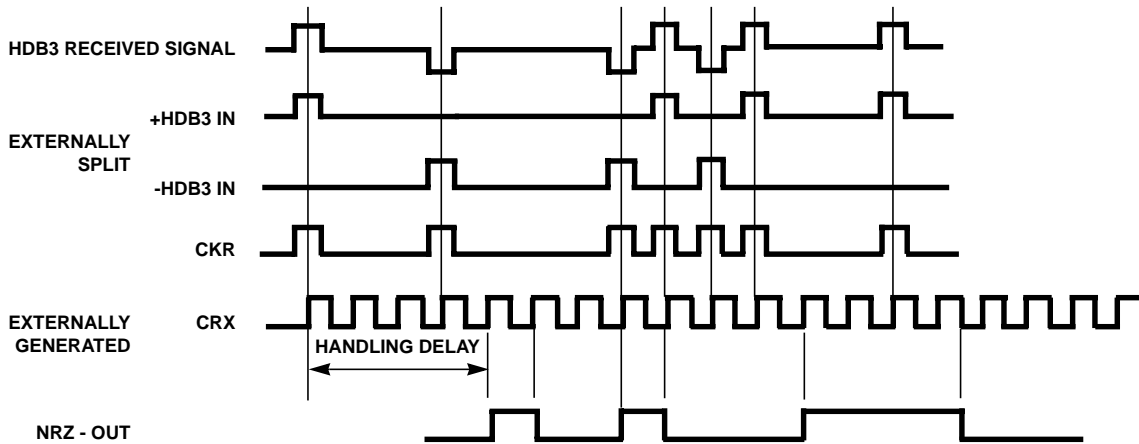 HDB3 RECEIVED SIGNAL
+HDB3 IN
EXTERNALLY
SPLIT
-HDB3 IN
CKR
EXTERNALLY
GENERATED
CRX
HANDLING DELAY
NRZ - OUT